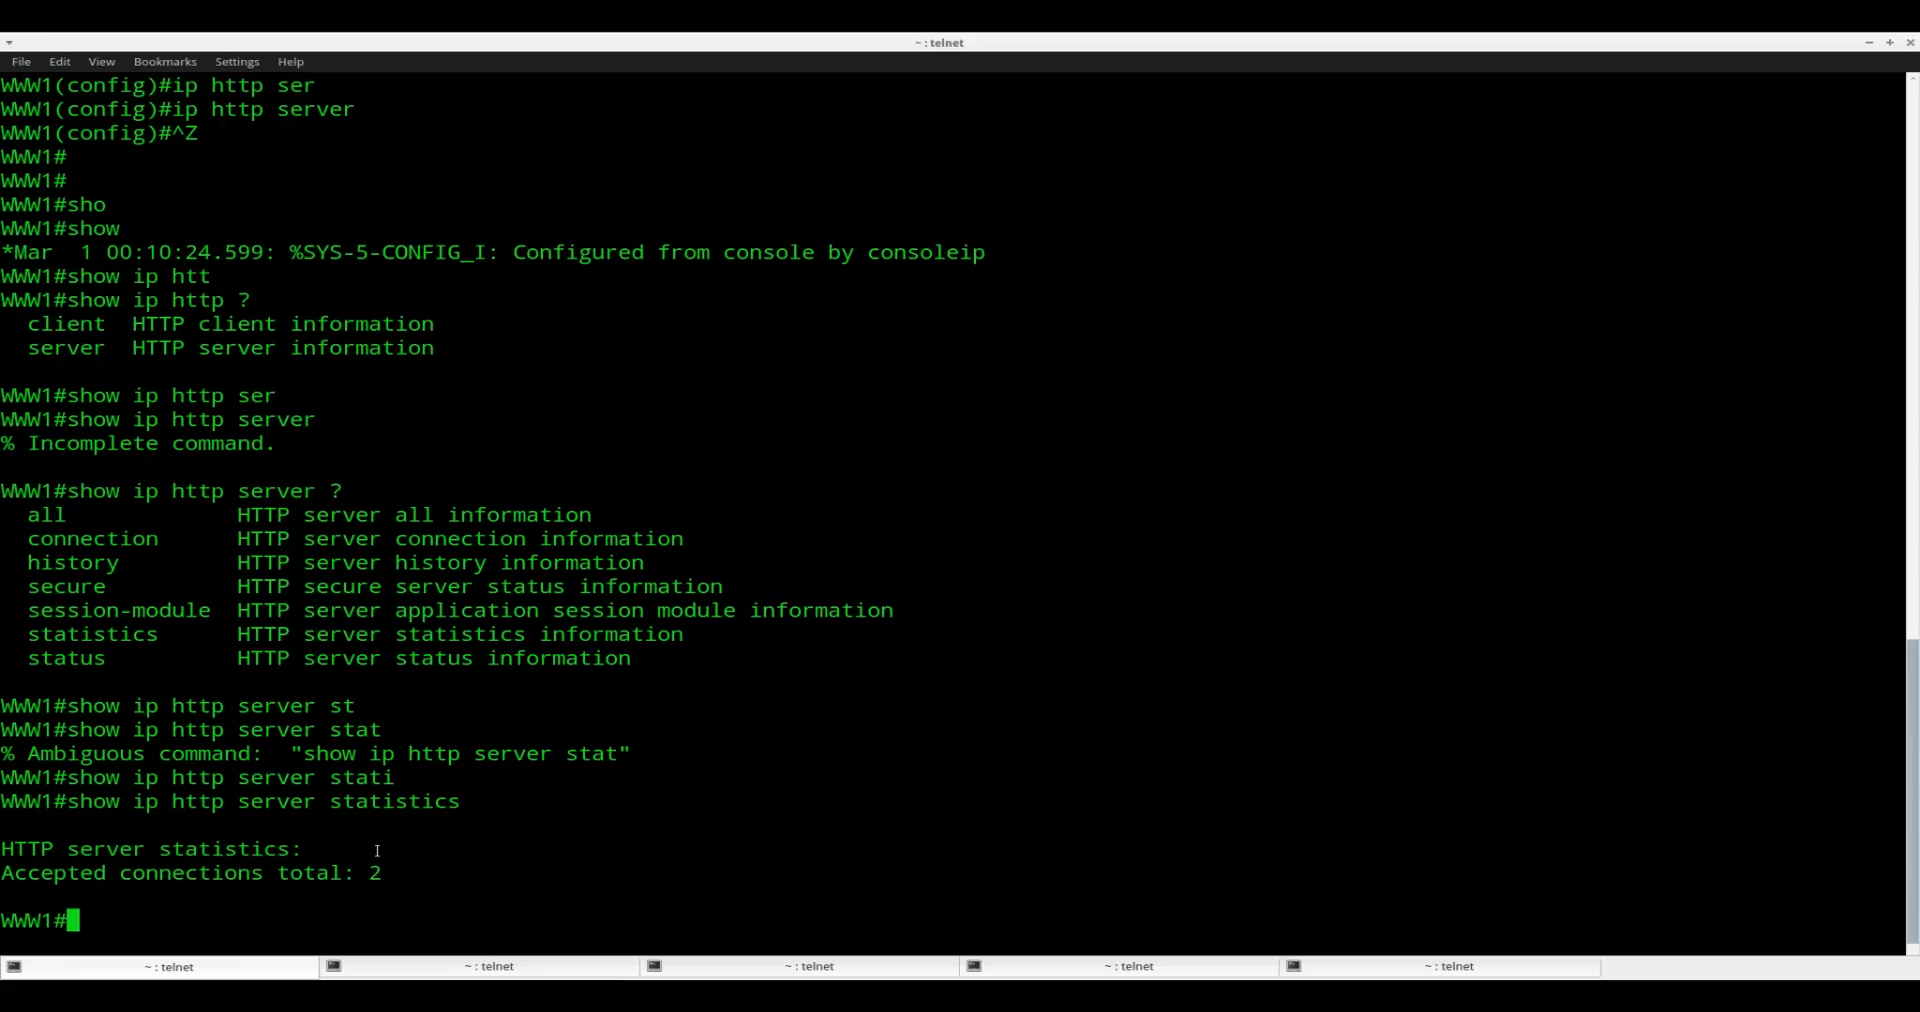 ~ : telnet
File Edit View Bookmarks Settings Help
WWW1(config)#ip http ser
WWW1(config)#ip http server
WWW1(config)#^Z
WWW1#
WWW1#
WWW1#sho
WWW1#show
*Mar  1 00:10:24.599: %SYS-5-CONFIG_I: Configured from console by consoleip
WWW1#show ip htt
WWW1#show ip http ?
  client  HTTP client information
  server  HTTP server information
WWW1#show ip http ser
WWW1#show ip http server
% Incomplete command.
WWW1#show ip http server ?
  all             HTTP server all information
  connection      HTTP server connection information
  history         HTTP server history information
  secure          HTTP secure server status information
  session-module  HTTP server application session module information
  statistics      HTTP server statistics information
  status          HTTP server status information
WWW1#show ip http server st
WWW1#show ip http server stat
% Ambiguous command:  "show ip http server stat"
WWW1#show ip http server stati
WWW1#show ip http server statistics
HTTP server statistics:
Accepted connections total: 2
WWW1#
~ : telnet ~ : telnet ~ : telnet ~ : telnet ~ : telnet